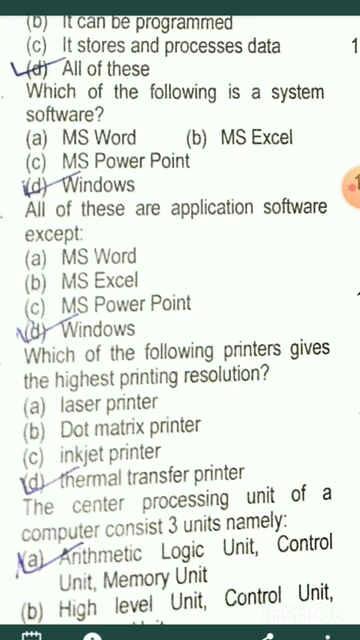 (b) It can be programmed
(c) It stores and processes data
(d) All of these
Which of the following is a system
software?
(a) MS Word (b) MS Excel
(c) MS Power Point
(d) Windows
All of these are application software
except:
(a) MS Word
(b) MS Excel
(c) MS Power Point
(d) Windows
Which of the following printers gives
the highest printing resolution?
(a) laser printer
(b) Dot matrix printer
(c) inkjet printer
(d) thermal transfer printer
The center processing unit of a
computer consist 3 units namely:
(a) Arithmetic Logic Unit, Control
Unit, Memory Unit
(b) High level Unit, Control Unit,